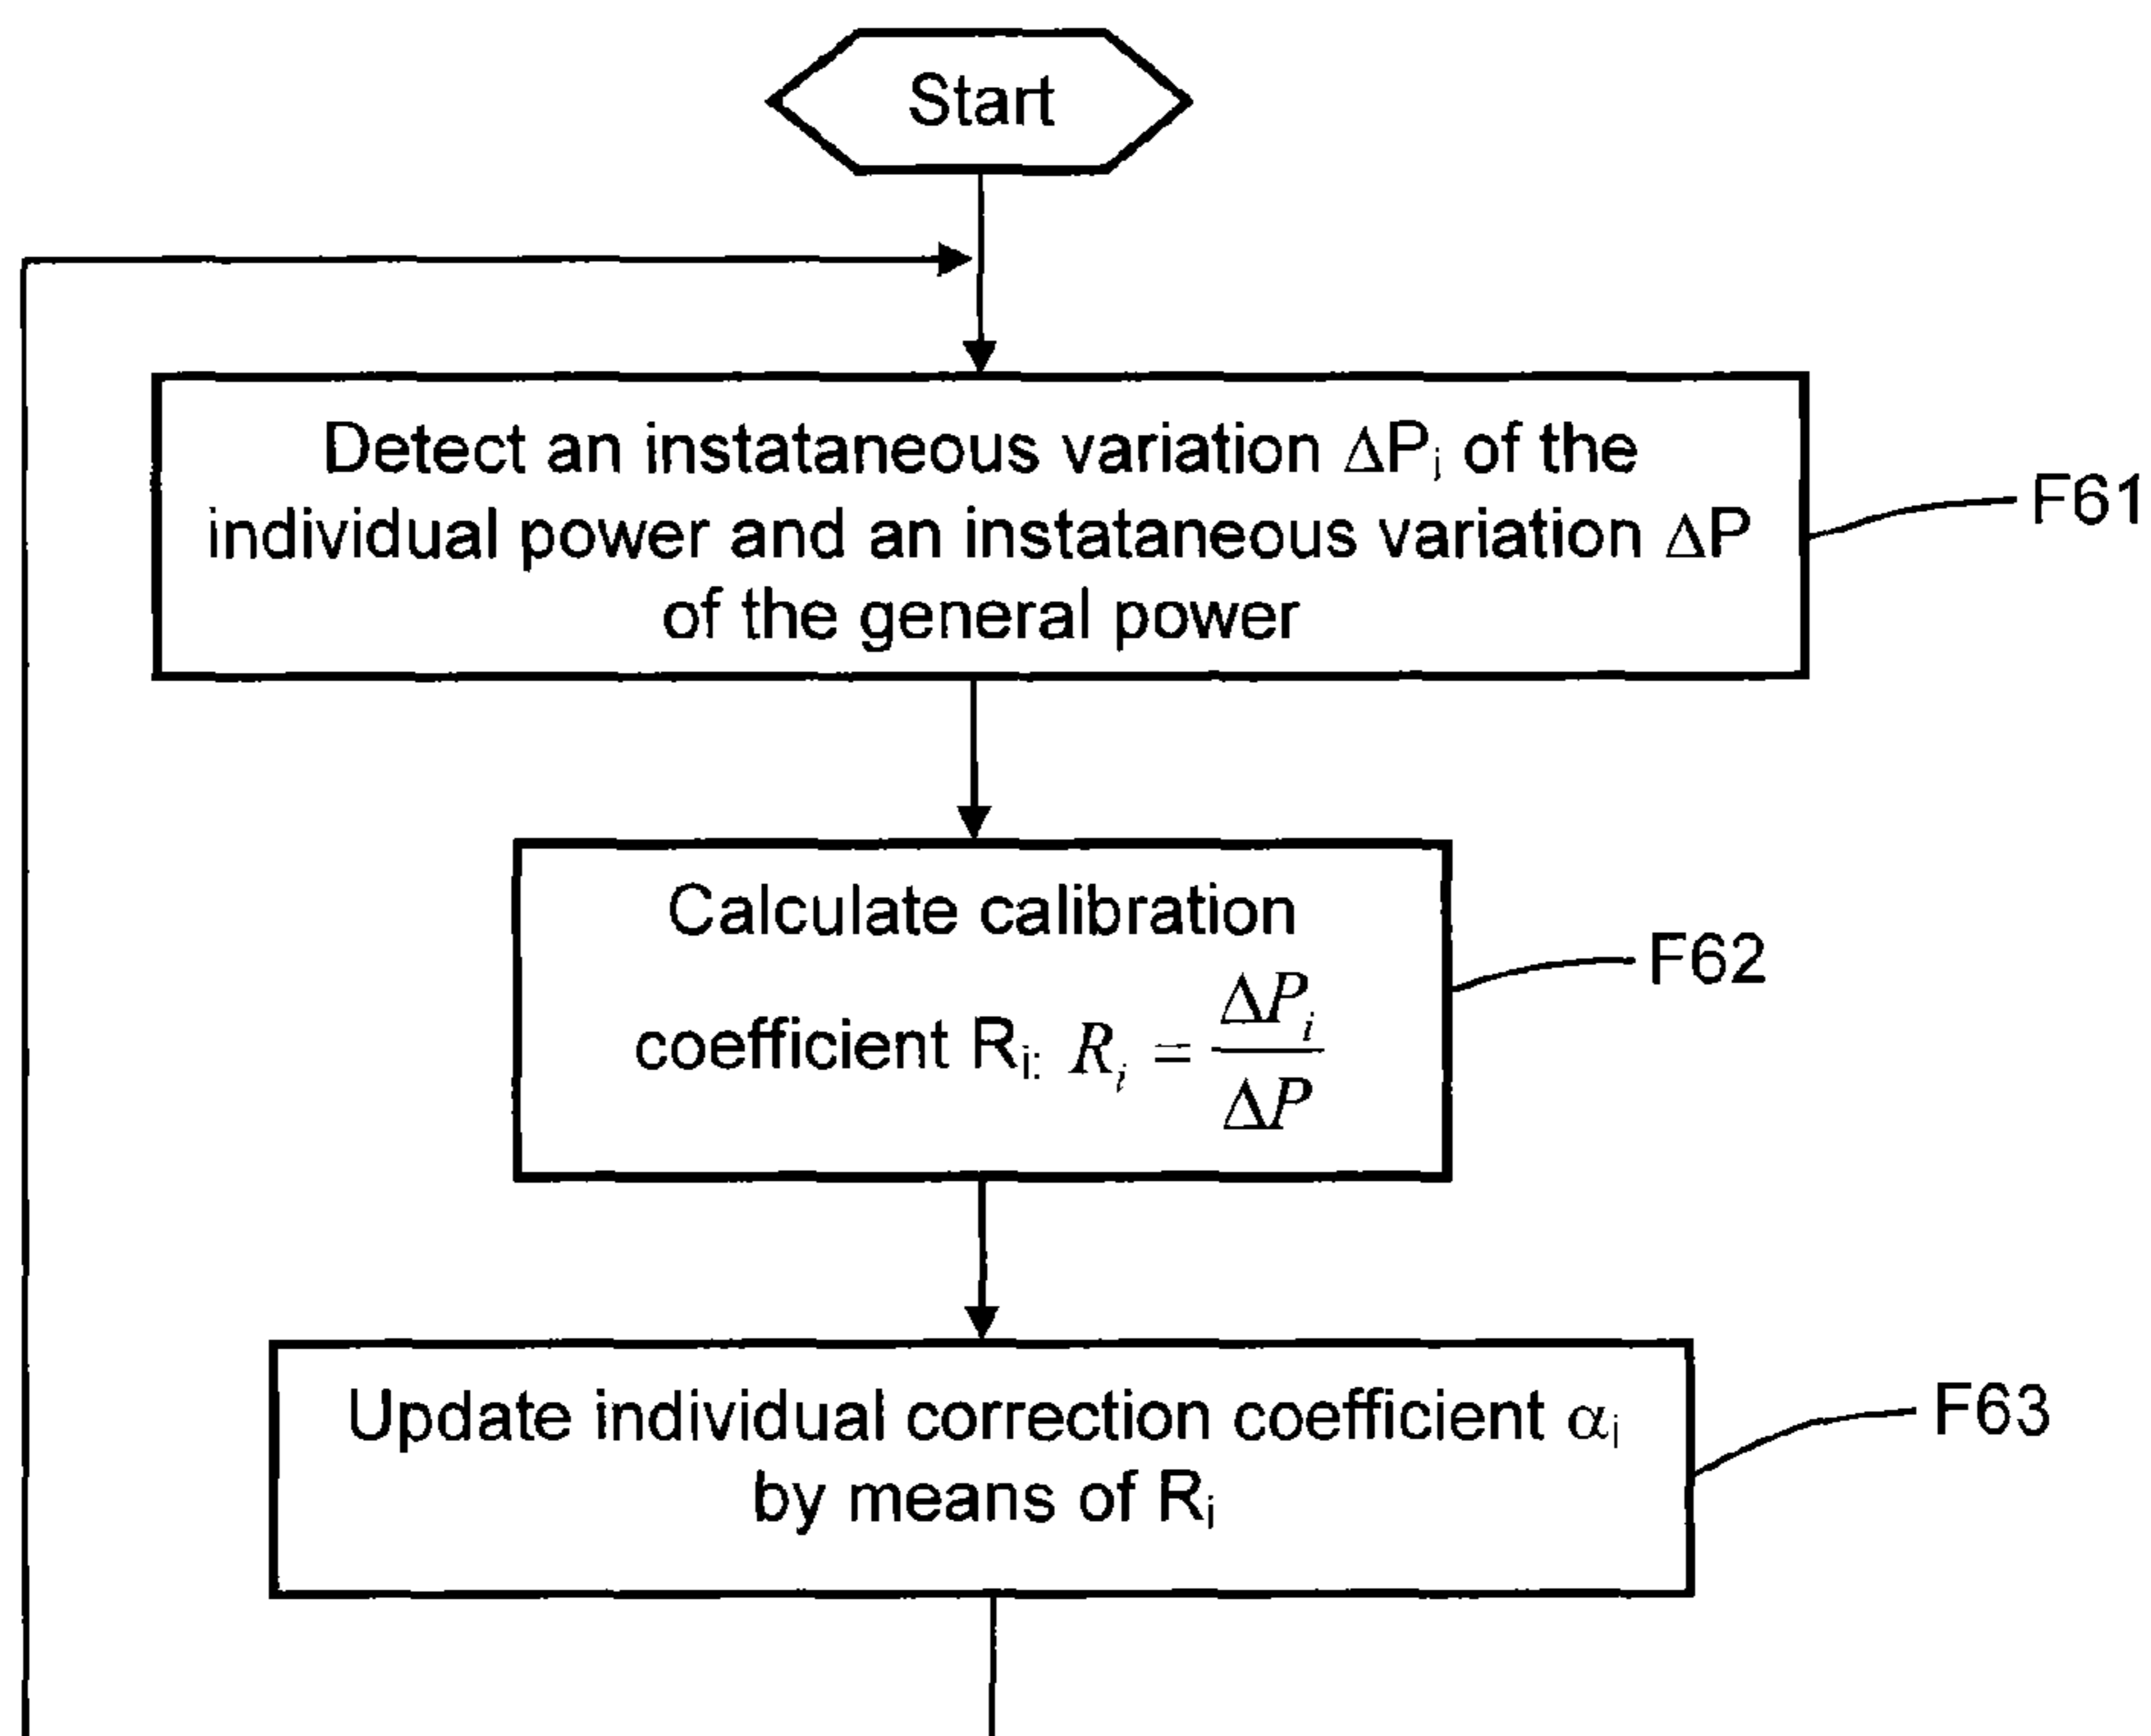 Start
Detect an instataneous variation ΔPi of the
individual power and an instataneous variation ΔP
of the general power
F61
Calculate calibration
coefficient Ri: Ri = ΔPi / ΔP
F62
Update individual correction coefficient αi
by means of Ri
F63